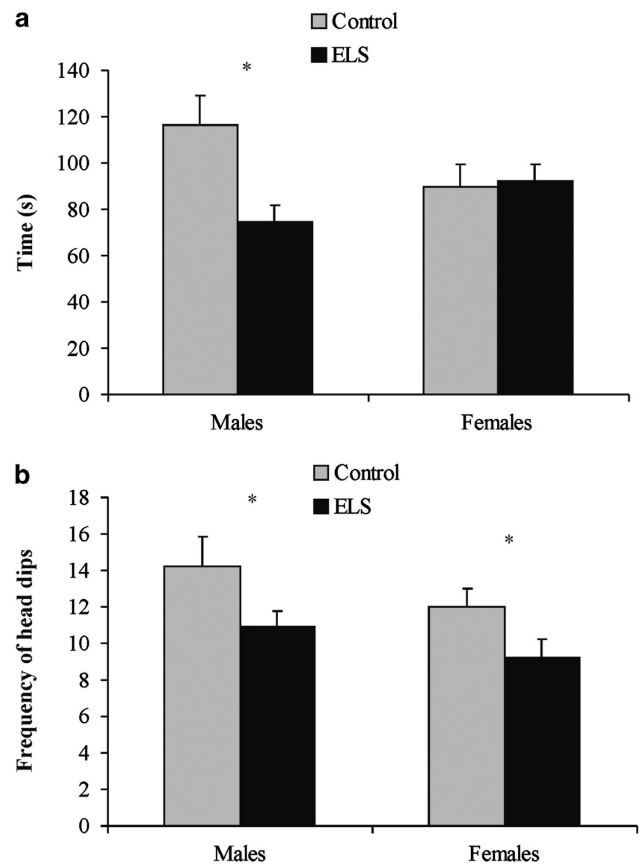 a
Control
ELS
Time (s)
140
120
100
80
60
40
20
0
*
Males
Females
b
Control
ELS
Frequency of head dips
18
16
14
12
10
8
6
4
2
0
*
*
Males
Females